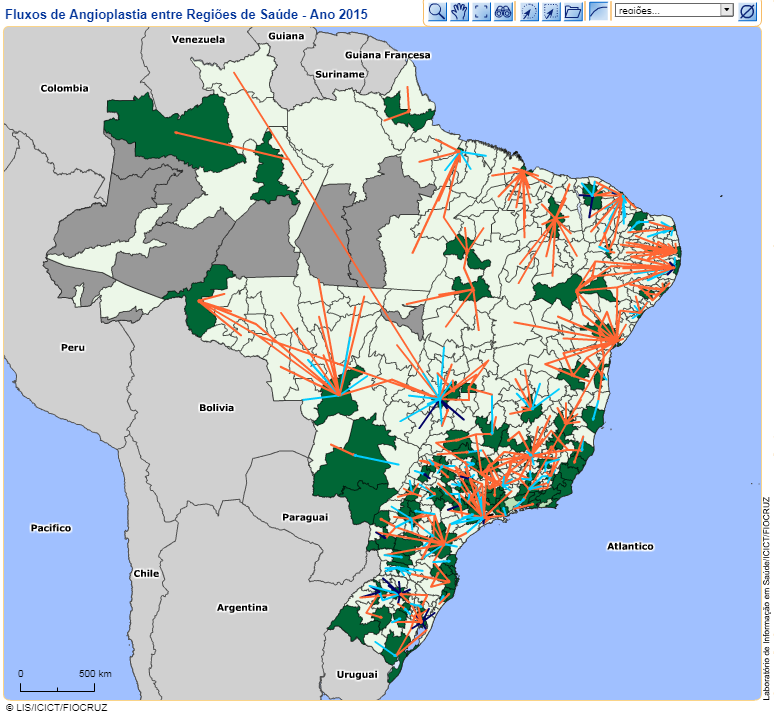 Fluxos de Angioplastia entre Regiões de Saúde - Ano 2015
regiões...
Venezuela
Guiana
Guiana Francesa
Suriname
Colombia
Peru
Bolivia
Paraguai
Pacifico
Atlantico
Chile
Argentina
Uruguai
0 500 km
Laboratório de Informação em Saúde/ICICT/FIOCRUZ
© LIS/ICICT/FIOCRUZ